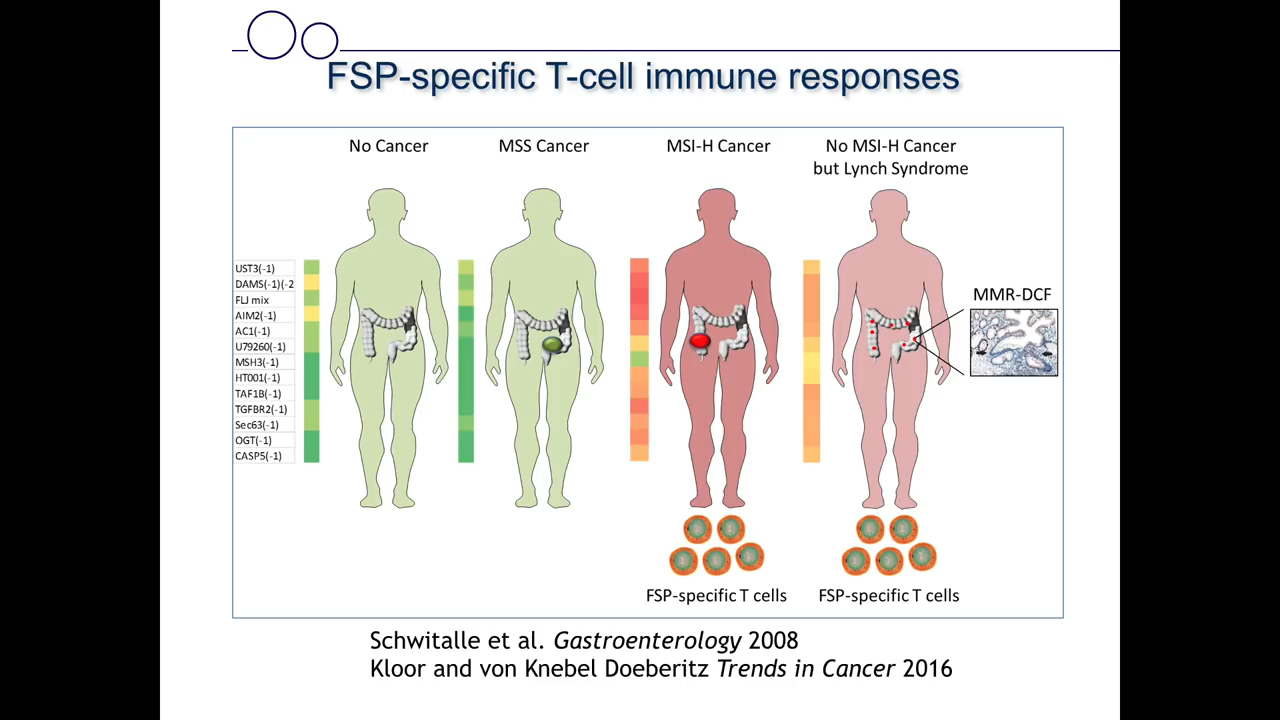 FSP-specific T-cell immune responses
No Cancer
MSS Cancer
MSI-H Cancer
No MSI-H Cancer
but Lynch Syndrome
UST3(-1)
DAMS(-1)(-2
FLJ mix
AIM2(-1)
AC1(-1)
U79260(-1)
MSH3(-1)
HT001(-1)
TAF1B(-1)
TGFBR2(-1)
Sec63(-1)
OGT(-1)
CASP5(-1)
MMR-DCF
FSP-specific T cells
FSP-specific T cells
Schwitalle et al. Gastroenterology 2008
Kloor and von Knebel Doeberitz Trends in Cancer 2016